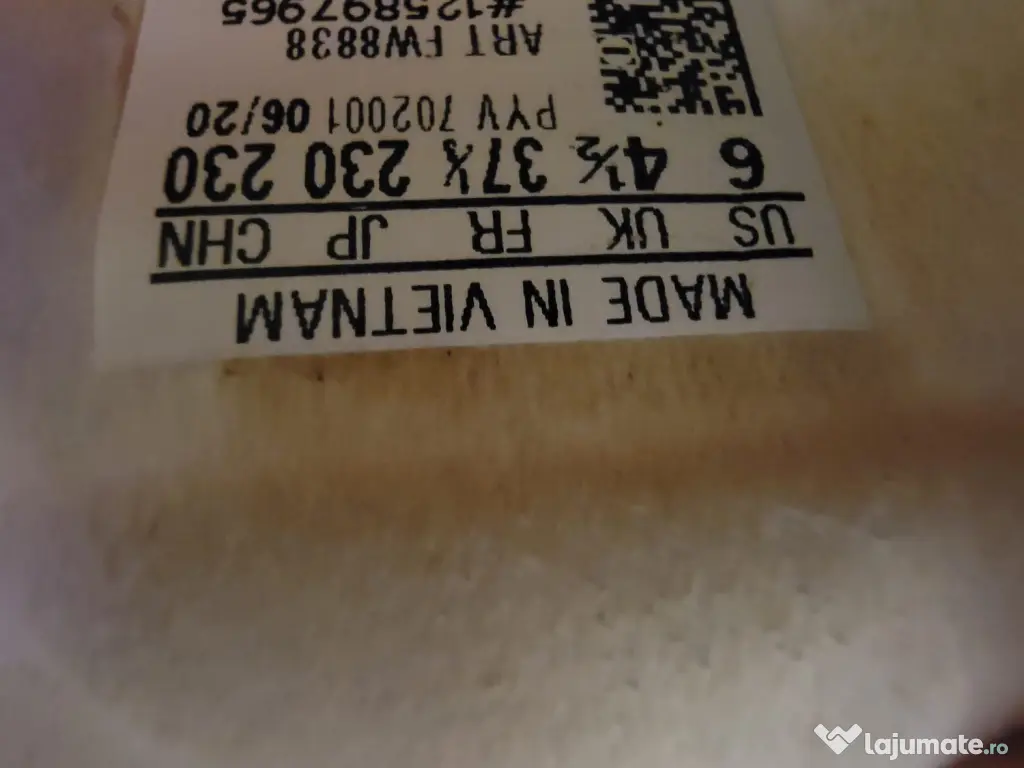 MADE IN VIETNAM
US UK FR JP CHN
6 4½ 37⅓ 230 230
PYV 702001 06/20
ART FW8838
#125897965
lajumate.ro